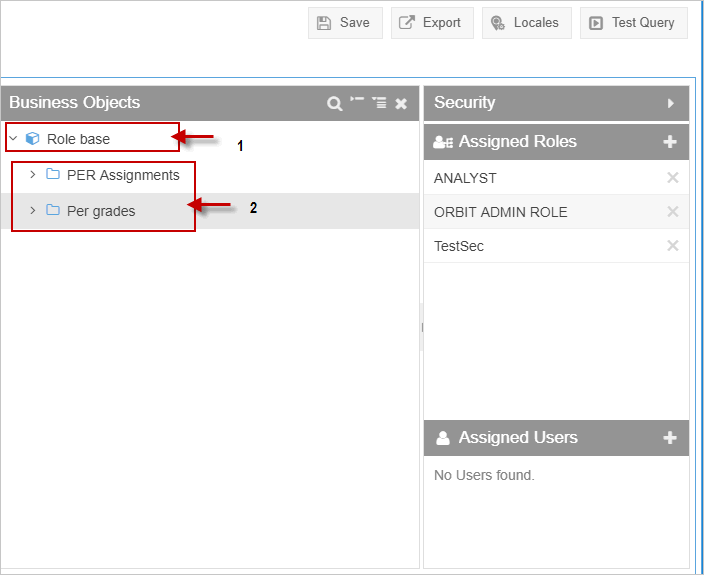 Save Export Locales Test Query
Business Objects
Role base
1
PER Assignments
Per grades
2
Security
Assigned Roles
ANALYST
ORBIT ADMIN ROLE
TestSec
Assigned Users
No Users found.